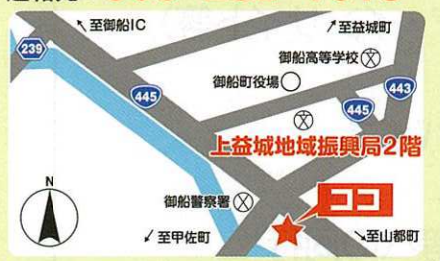 至御船IC
至益城町
239
御船高等学校
御船町役場
443
445
445
上益城地域振興局2階
N
御船警察署
ココ
至甲佐町
至山都町